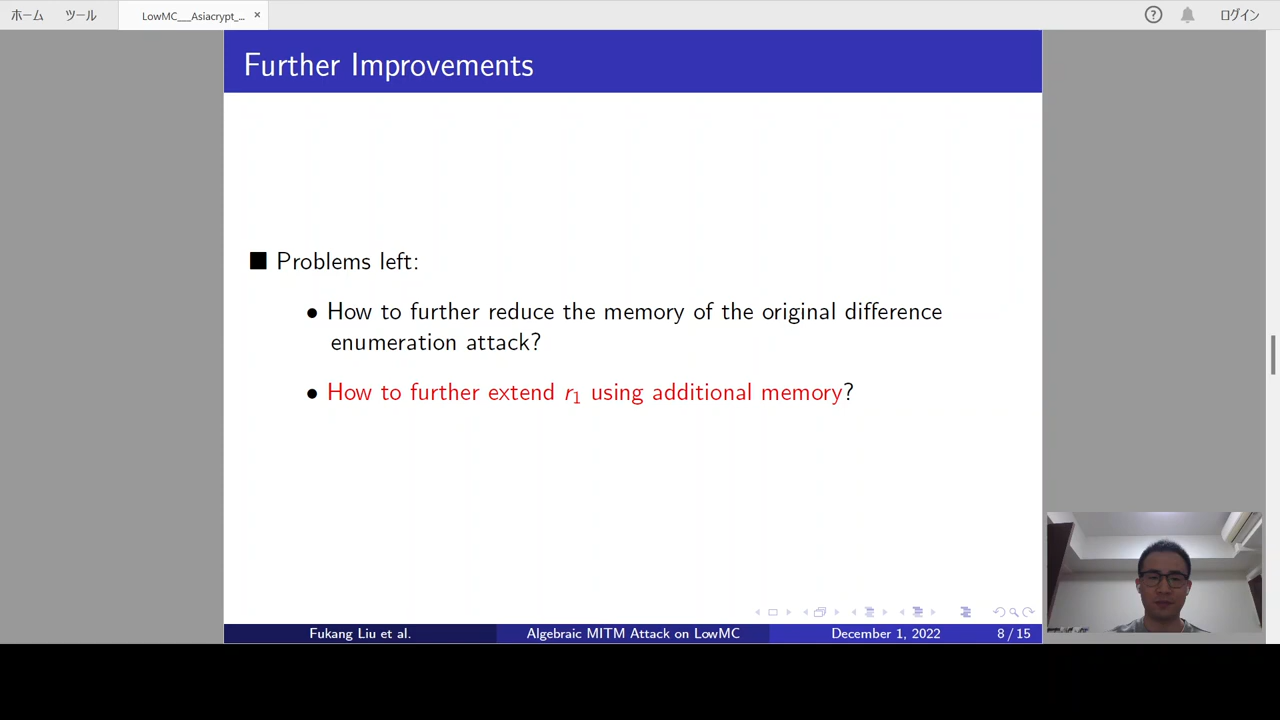 ホーム ツール LowMC___Asiacrypt_... × ? ログイン
Further Improvements
■ Problems left:
• How to further reduce the memory of the original difference
enumeration attack?
• How to further extend r₁ using additional memory?
Fukang Liu et al. Algebraic MITM Attack on LowMC December 1, 2022 8 / 15